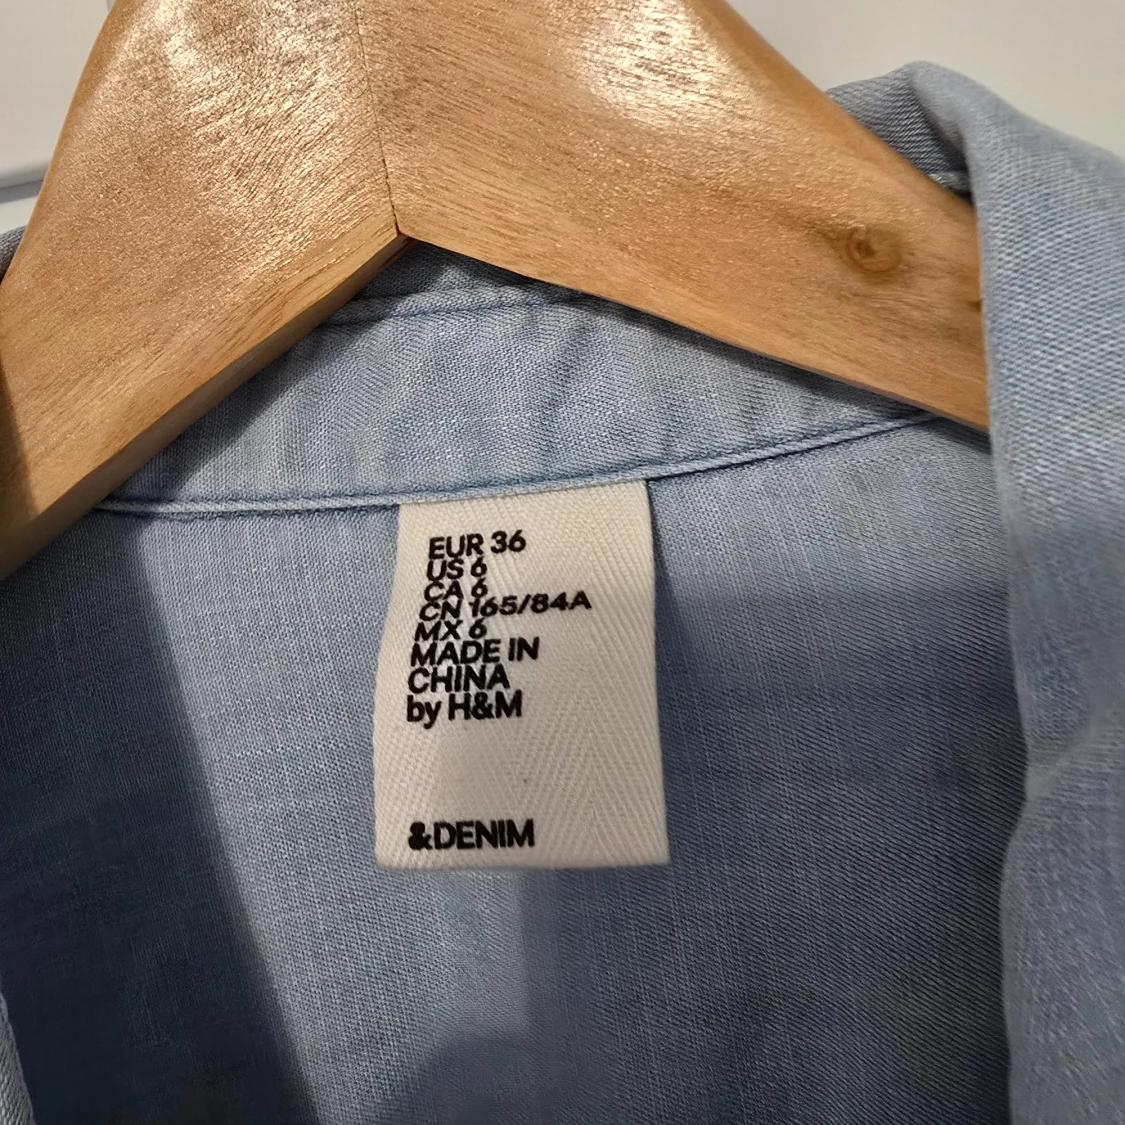 EUR 36
US 6
CA 6
CN 165/84A
MX 6
MADE IN
CHINA
by H&M
&DENIM